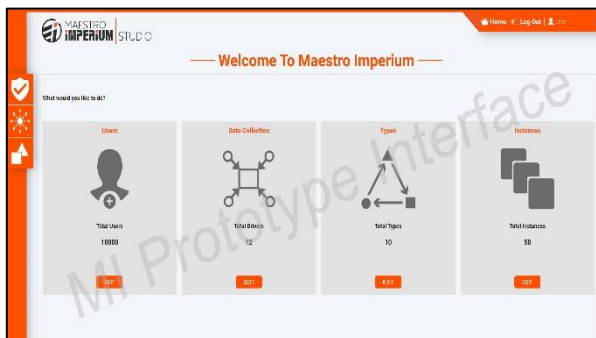 MAESTRO
IMPERIUM STUDIO
Home Log Out
Welcome To Maestro Imperium
What would you like to do?
Users
Data Collection
Types
Instances
Total Users
Total Drivers
Total Types
Total Instances
10000
12
10
50
MI Prototype Interface